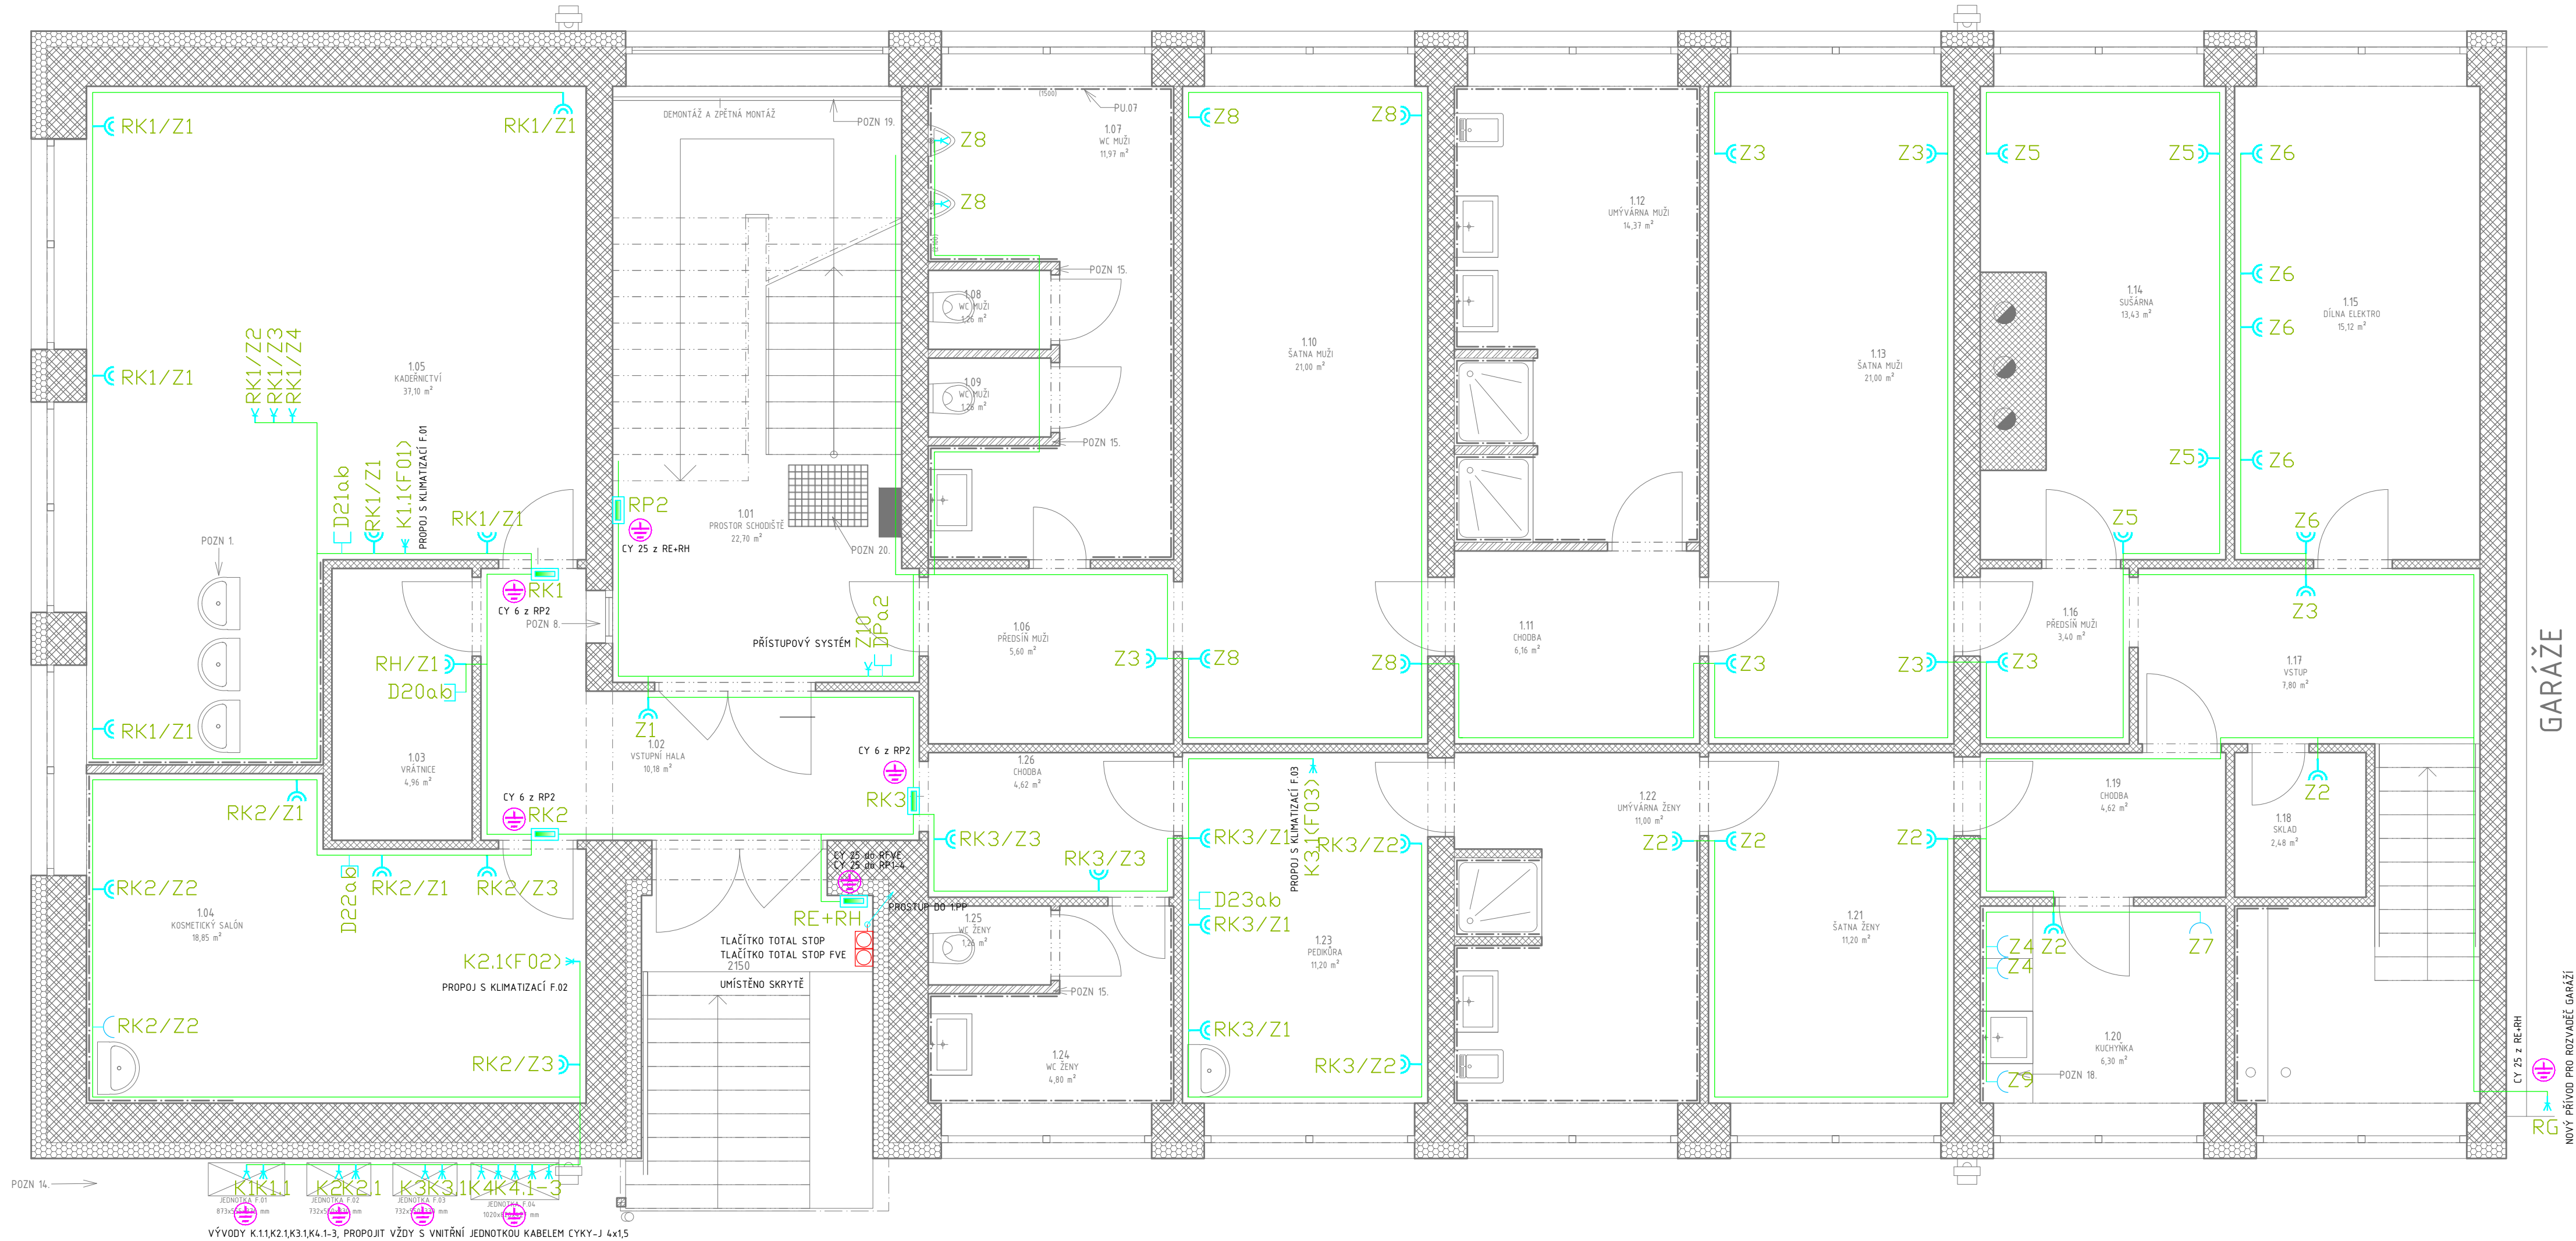 DEMONTÁŽ A ZPĚTNÁ MONTÁŽ
POZN 19.
(1500)
PU.07
RK1/Z1
RK1/Z1
1.07
WC MUŽI
11,97 m²
Z8
Z8
Z8
Z8
Z3
Z3
Z5
Z5
Z6
1.12
UMÝVÁRNA MUŽI
14,37 m²
POZN 15.
Z6
1.08
WC MUŽI
1,26 m²
1.14
SUŠÁRNA
13,43 m²
1.15
DÍLNA ELEKTRO
15,12 m²
Z6
RK1/Z2
RK1/Z3
RK1/Z4
1.10
ŠATNA MUŽI
21,00 m²
1.13
ŠATNA MUŽI
21,00 m²
1.05
KADEŘNICTVÍ
37,10 m²
RK1/Z1
1.09
WC MUŽI
1,26 m²
POZN 15.
Z5
Z6
D21ab
RK1/Z1
K1.1(F01)
PROPOJ S KLIMATIZACÍ F.01
RK1/Z1
RP2
CY 25 z RE+RH
1.01
PROSTOR SCHODIŠTĚ
22,70 m²
POZN 20.
POZN 1.
Z5
Z6
RK1
CY 6 z RP2
POZN 8.
Z3
1.06
PŘEDSÍŇ MUŽI
5,60 m²
1.11
CHODBA
6,16 m²
1.16
PŘEDSÍŇ MUŽI
3,40 m²
PŘÍSTUPOVÝ SYSTÉM
Z10
DPa2
RH/Z1
D20ab
Z3
Z8
Z8
Z3
Z3
Z3
1.17
VSTUP
7,80 m²
GARÁŽE
RK1/Z1
Z1
1.02
VSTUPNÍ HALA
10,18 m²
CY 6 z RP2
1.03
VRÁTNICE
4,96 m²
1.26
CHODBA
4,62 m²
RK3
PROPOJ S KLIMATIZACÍ F.03
K3.1(F03)
1.22
UMÝVÁRNA ŽENY
11,00 m²
1.19
CHODBA
4,62 m²
Z2
RK2/Z1
CY 6 z RP2
RK2
RK3/Z3
RK3/Z1
RK3/Z2
Z2
Z2
Z2
1.18
SKLAD
2,48 m²
CY 25 do RFVE
CY 25 do RP1-4
RK3/Z3
RK2/Z2
D22ab
RK2/Z1
RK2/Z3
D23ab
RE+RH
PROSTUP DO 1.PP
1.04
KOSMETICKÝ SALÓN
18,85 m²
1.25
WC ŽENY
1,26 m²
RK3/Z1
1.21
ŠATNA ŽENY
11,20 m²
1.23
PEDIKÚRA
11,20 m²
Z4
Z2
Z7
Z4
TLAČÍTKO TOTAL STOP
TLAČÍTKO TOTAL STOP FVE
2150
UMÍSTĚNO SKRYTĚ
K2.1(F02)
PROPOJ S KLIMATIZACÍ F.02
POZN 15.
RK2/Z2
RK3/Z1
1.20
KUCHYŇKA
6,30 m²
RK2/Z3
1.24
WC ŽENY
4,80 m²
RK3/Z2
Z9
POZN 18.
CY 25 z RE+RH
RG
NOVÝ PŘÍVOD PRO ROZVADĚČ GARÁŽÍ
POZN 14.
K1 K1.1 K2 K2.1 K3 K3.1 K4 K4.1-3
JEDNOTKA F.01
JEDNOTKA F.02
JEDNOTKA F.03
JEDNOTKA F.04
VÝVODY K.1.1,K2.1,K3.1,K4.1-3, PROPOJIT VŽDY S VNITŘNÍ JEDNOTKOU KABELEM CYKY-J 4x1,5